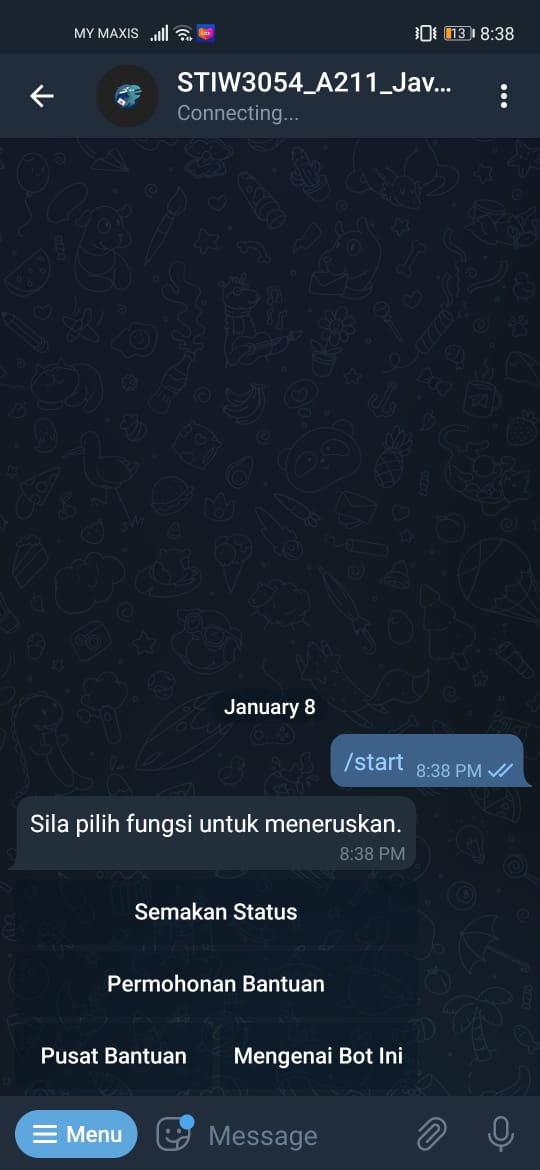 MY MAXIS 13 8:38
STIW3054_A211_Jav...
Connecting...
January 8
/start 8:38 PM
Sila pilih fungsi untuk meneruskan.
8:38 PM
Semakan Status
Permohonan Bantuan
Pusat Bantuan Mengenai Bot Ini
Menu Message